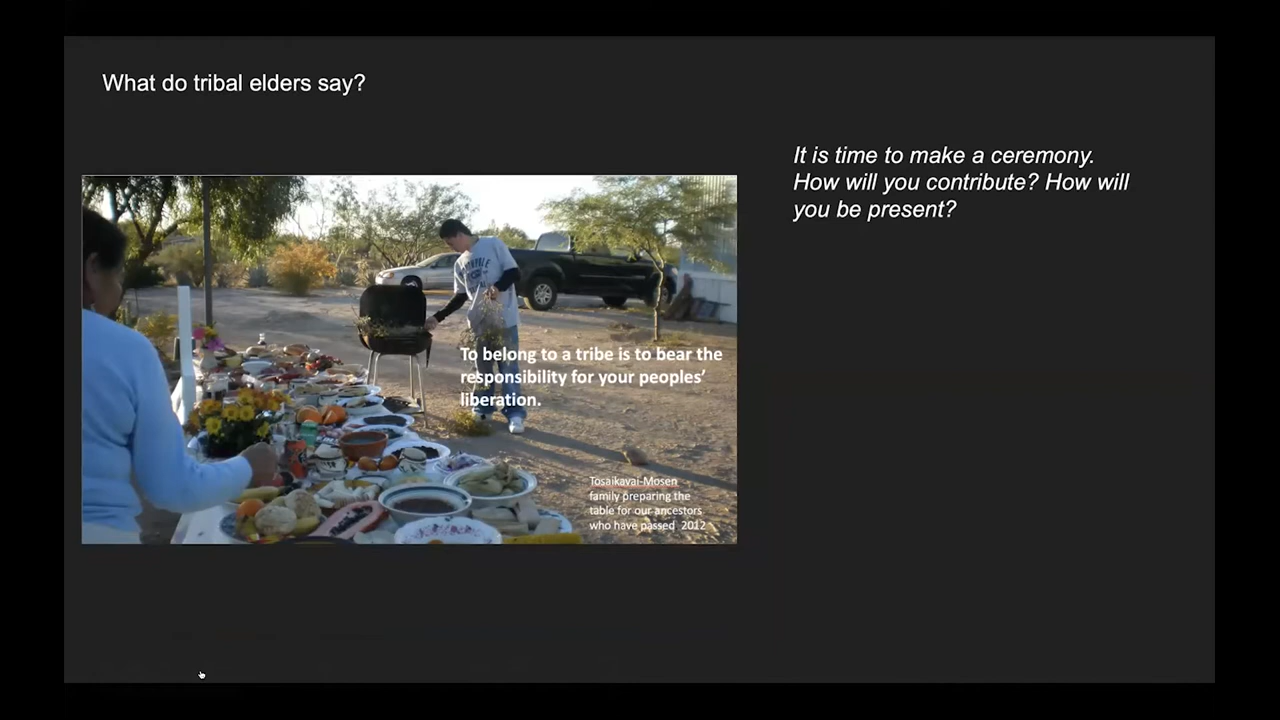 What do tribal elders say?
It is time to make a ceremony.
How will you contribute? How will
you be present?
To belong to a tribe is to bear the
responsibility for your peoples’
liberation.
Tosaikavai-Mosen
family preparing the
table for our ancestors
who have passed  2012